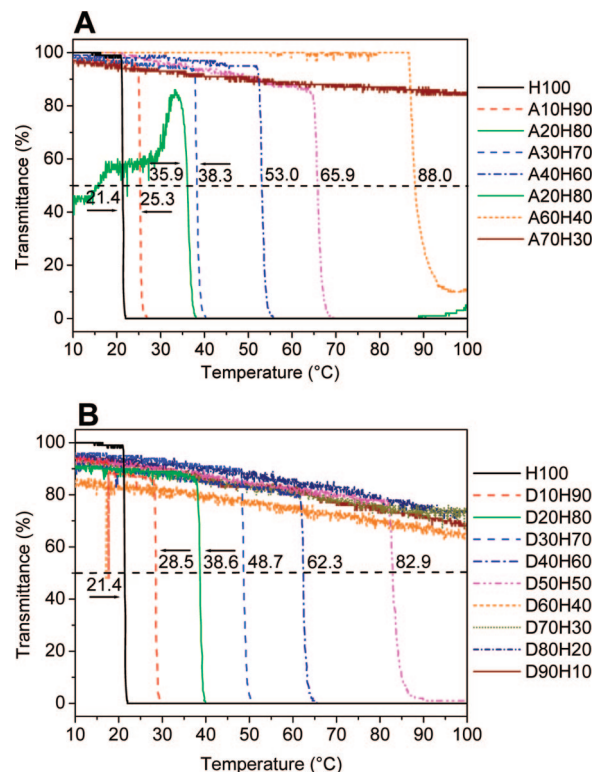 A
Transmittance (%)
100
80
60
40
20
0
35.9
38.3
53.0
65.9
88.0
21.4
25.3
10 20 30 40 50 60 70 80 90 100
Temperature (°C)
H100
A10H90
A20H80
A30H70
A40H60
A20H80
A60H40
A70H30
B
Transmittance (%)
100
80
60
40
20
0
21.4
28.5
38.6
48.7
62.3
82.9
10 20 30 40 50 60 70 80 90 100
Temperature (°C)
H100
D10H90
D20H80
D30H70
D40H60
D50H50
D60H40
D70H30
D80H20
D90H10